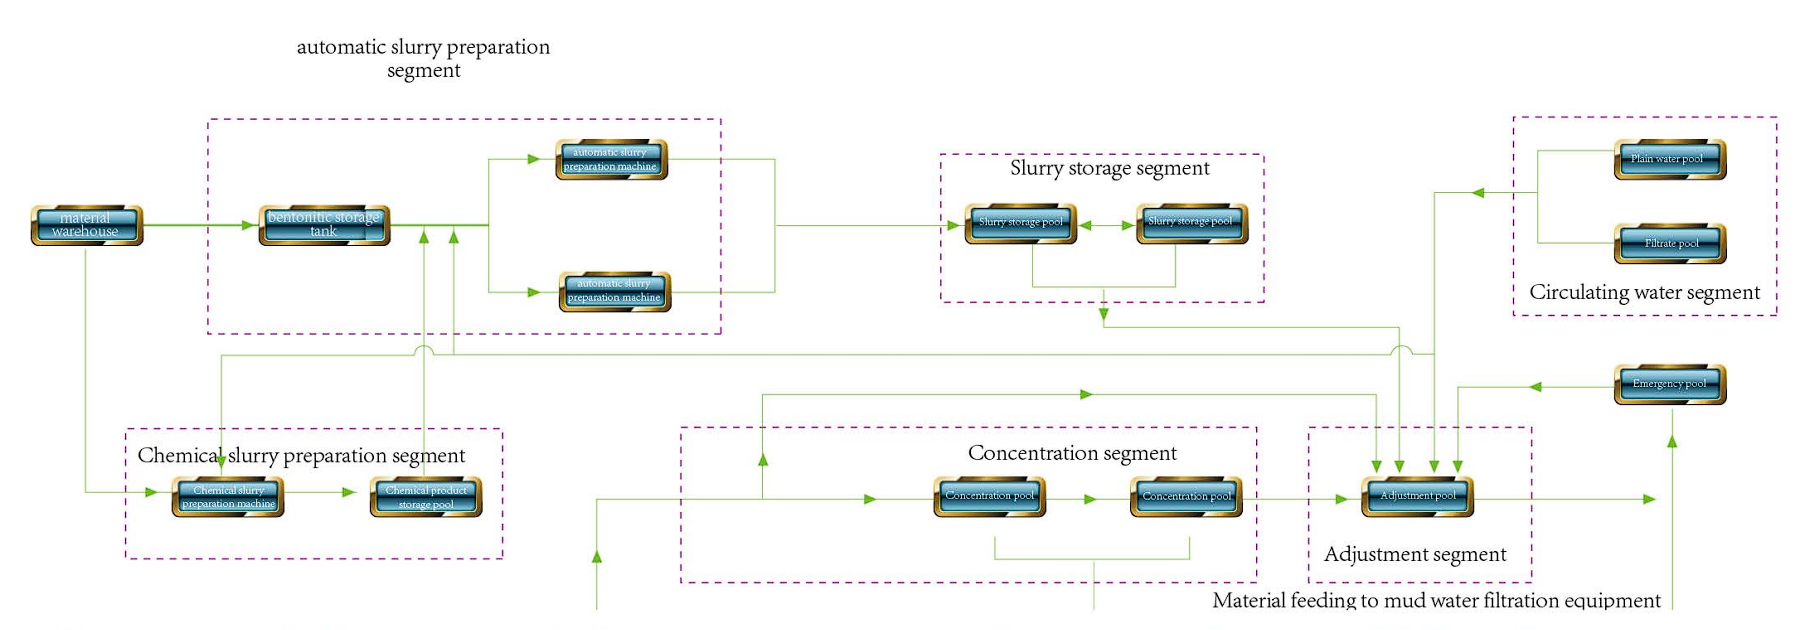 automatic slurry preparation
segment
automatic slurry
preparation machine
Plain water pool
Slurry storage segment
material
warehouse
bentonitic storage
tank
Slurry storage pool
Slurry storage pool
Filtrate pool
automatic slurry
preparation machine
Circulating water segment
Emergency pool
Chemical slurry preparation segment
Concentration segment
Chemical slurry
preparation machine
Chemical product
storage pool
Concentration pool
Concentration pool
Adjustment pool
Adjustment segment
Material feeding to mud water filtration equipment